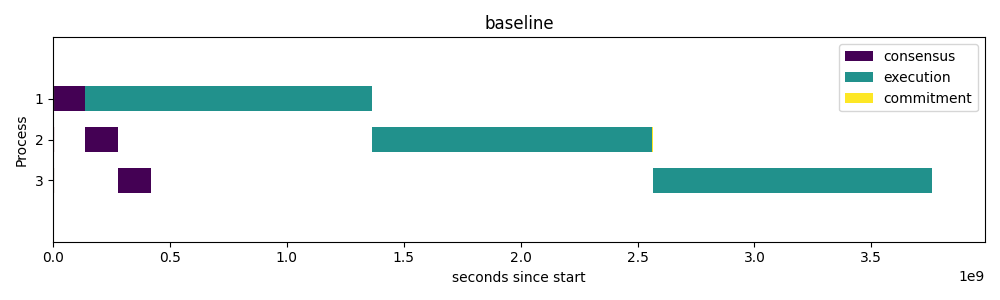 baseline
consensus
execution
commitment
Process
1
2
3
0.0 0.5 1.0 1.5 2.0 2.5 3.0 3.5
1e9
seconds since start